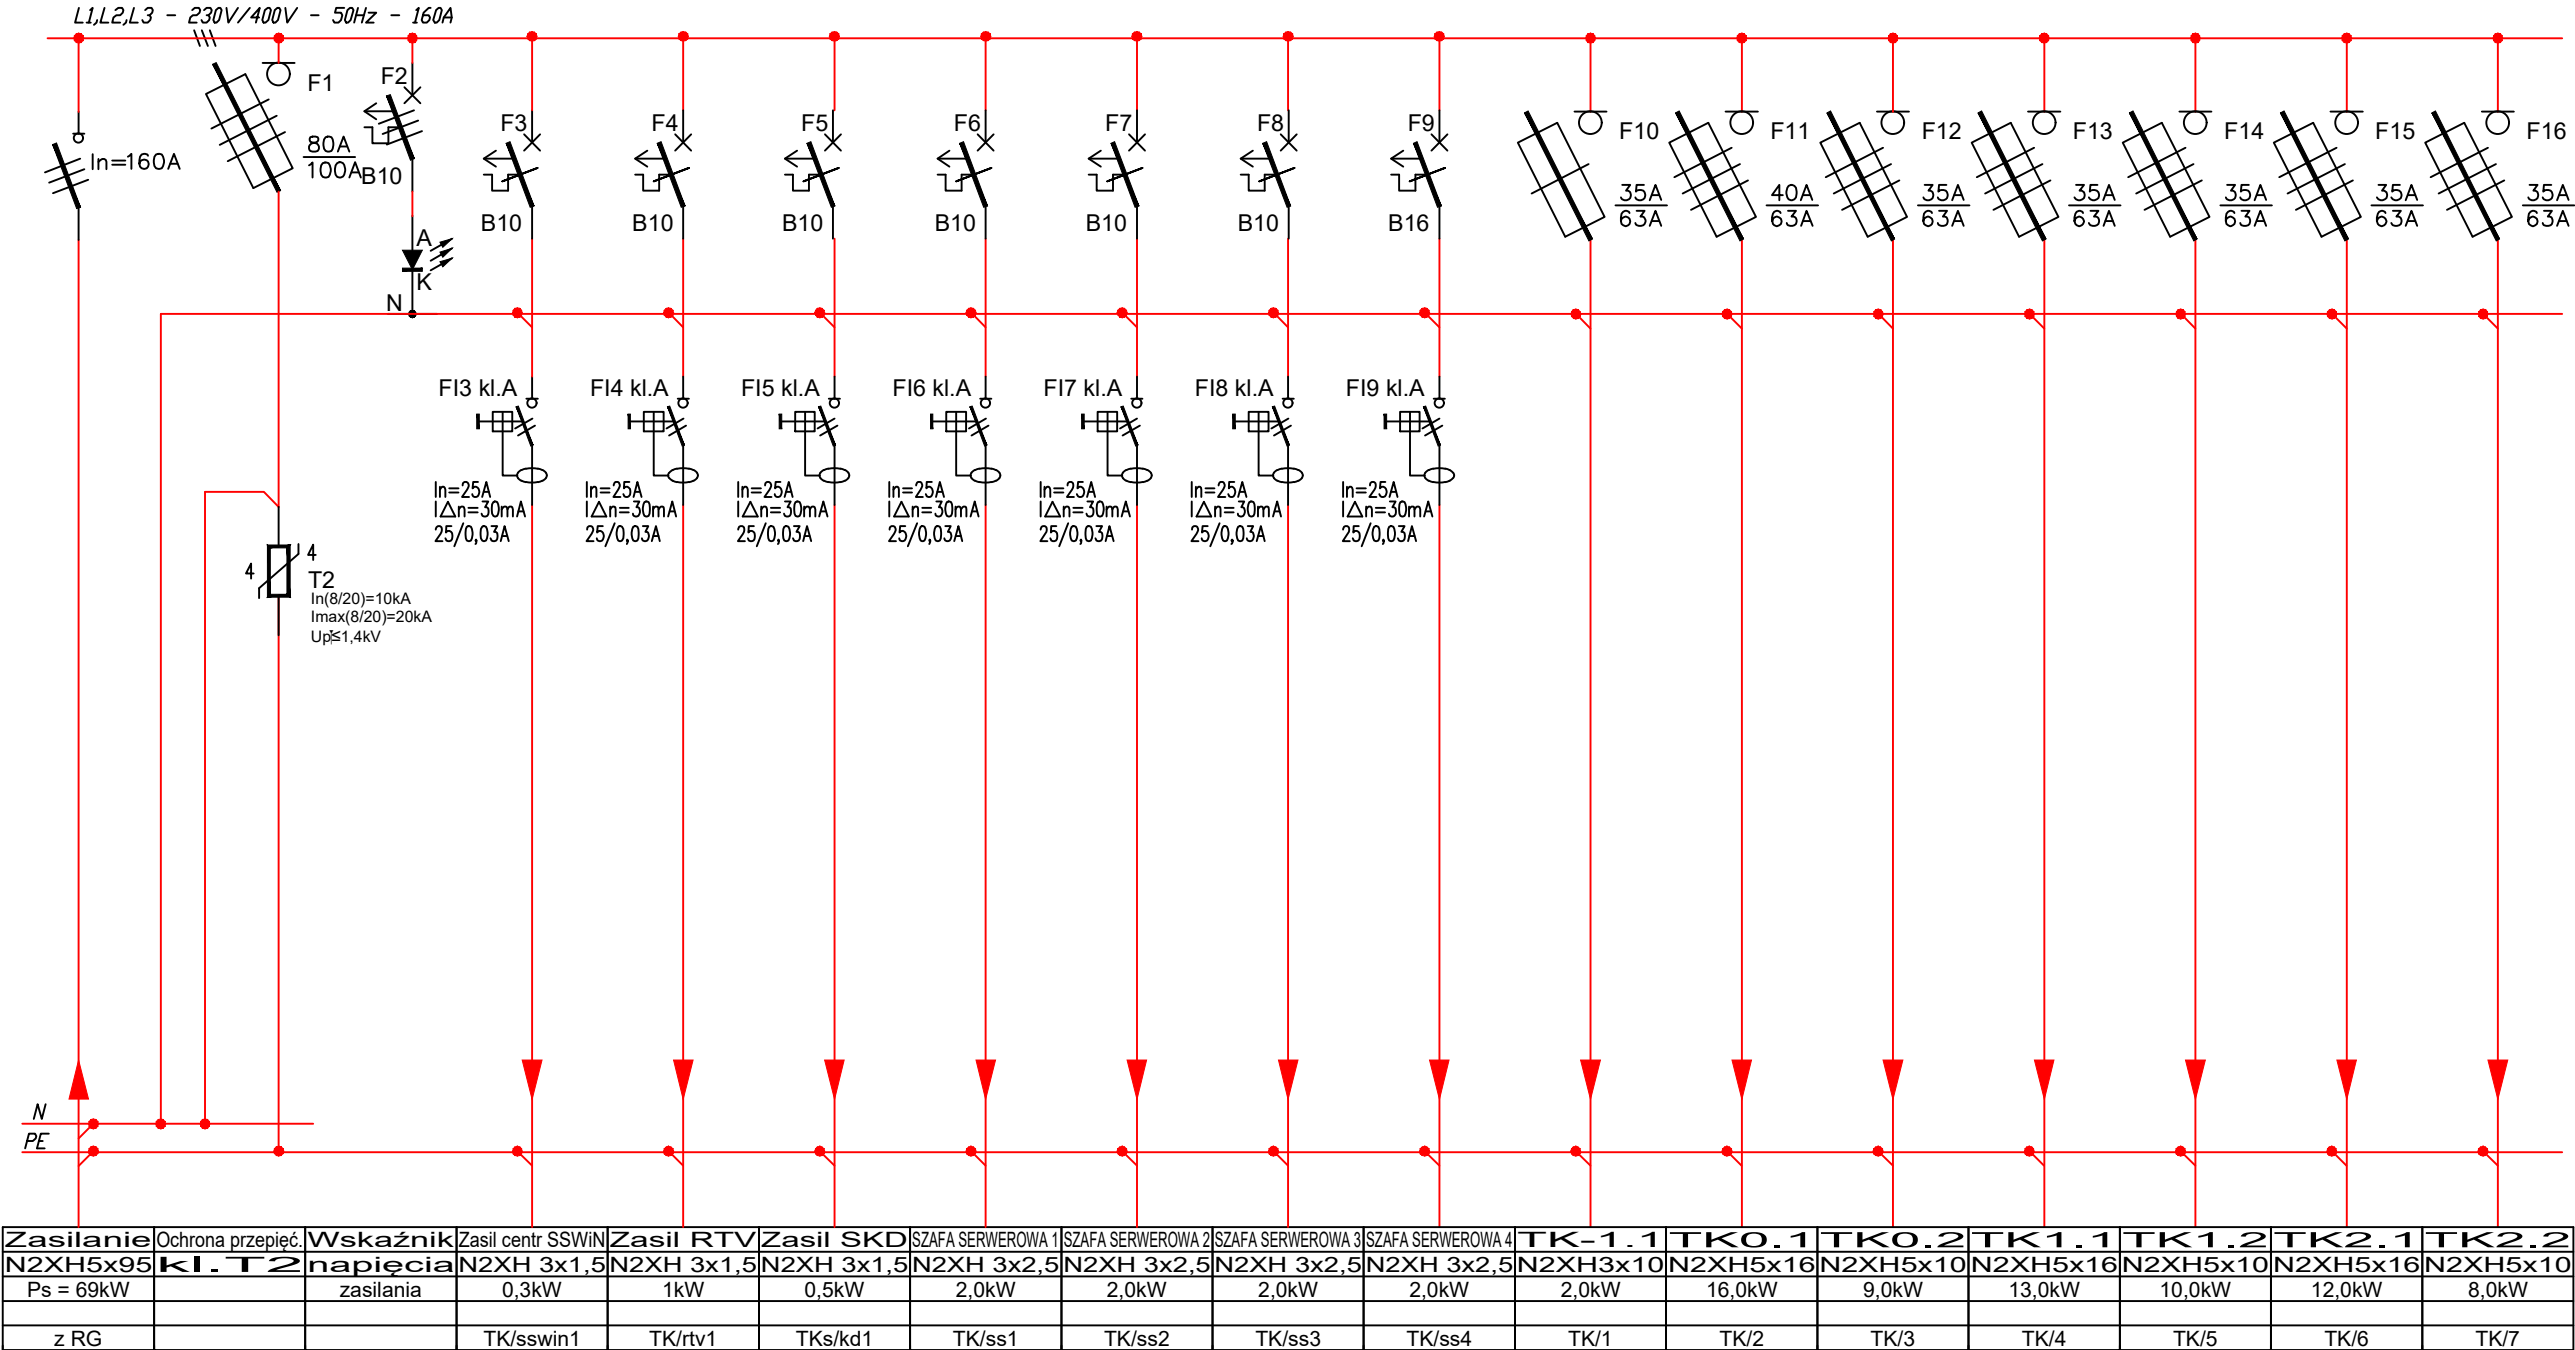 L1,L2,L3 - 230V/400V - 50Hz - 160A
In=160A
F1
80A
100A
F2
B10
A
K
N
F3
B10
F4
B10
F5
B10
F6
B10
F7
B10
F8
B10
F9
B16
F10
35A
63A
F11
40A
63A
F12
35A
63A
F13
35A
63A
F14
35A
63A
F15
35A
63A
F16
35A
63A
FI3 kl.A
In=25A
I△n=30mA
25/0,03A
FI4 kl.A
In=25A
I△n=30mA
25/0,03A
FI5 kl.A
In=25A
I△n=30mA
25/0,03A
FI6 kl.A
In=25A
I△n=30mA
25/0,03A
FI7 kl.A
In=25A
I△n=30mA
25/0,03A
FI8 kl.A
In=25A
I△n=30mA
25/0,03A
FI9 kl.A
In=25A
I△n=30mA
25/0,03A
4
4
T2
In(8/20)=10kA
Imax(8/20)=20kA
Up≤1,4kV
N
PE
Zasilanie Ochrona przepięć. Wskaźnik Zasil centr SSWiN Zasil RTV Zasil SKD SZAFA SERWEROWA 1 SZAFA SERWEROWA 2 SZAFA SERWEROWA 3 SZAFA SERWEROWA 4 TK-1.1 TK0.1 TK0.2 TK1.1 TK1.2 TK2.1 TK2.2
N2XH5x95 kl.T2 napięcia N2XH 3x1,5 N2XH 3x1,5 N2XH 3x1,5 N2XH 3x2,5 N2XH 3x2,5 N2XH 3x2,5 N2XH 3x2,5 N2XH3x10 N2XH5x16 N2XH5x10 N2XH5x16 N2XH5x10 N2XH5x16 N2XH5x10
Ps = 69kW zasilania 0,3kW 1kW 0,5kW 2,0kW 2,0kW 2,0kW 2,0kW 2,0kW 16,0kW 9,0kW 13,0kW 10,0kW 12,0kW 8,0kW
z RG TK/sswin1 TK/rtv1 TKs/kd1 TK/ss1 TK/ss2 TK/ss3 TK/ss4 TK/1 TK/2 TK/3 TK/4 TK/5 TK/6 TK/7